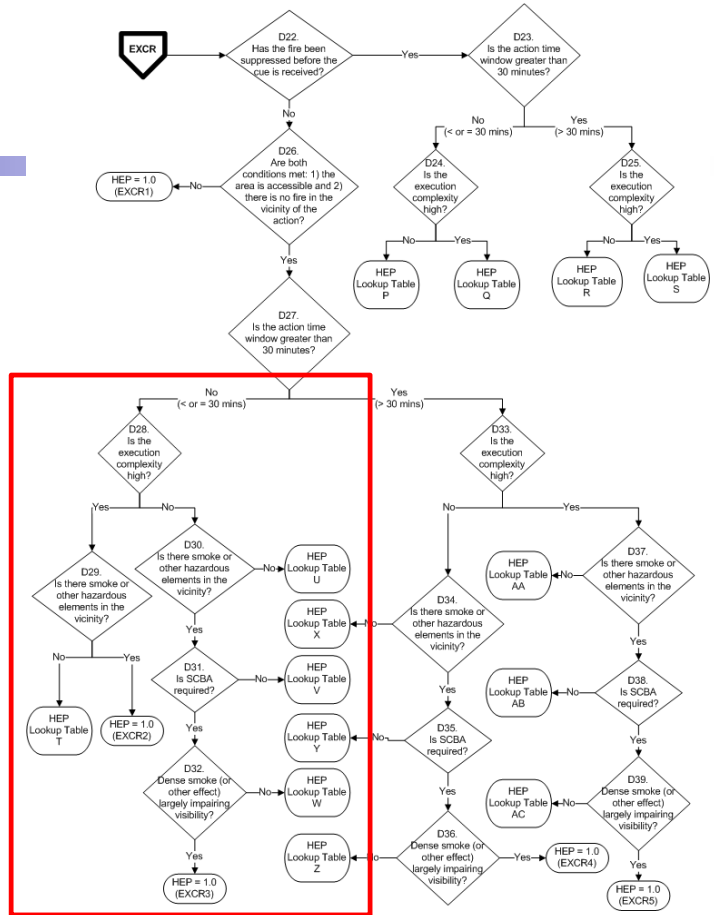 EXCR
D22.
Has the fire been
suppressed before the
cue is received?
Yes
D23.
Is the action time
window greater than
30 minutes?
No
No
(< or = 30 mins)
Yes
(> 30 mins)
D26.
Are both
conditions met: 1) the
area is accessible and 2)
there is no fire in the
vicinity of the
action?
No
HEP = 1.0
(EXCR1)
D24.
Is the
execution
complexity
high?
D25.
Is the
execution
complexity
high?
No
Yes
No
Yes
HEP
Lookup Table
P
HEP
Lookup Table
Q
HEP
Lookup Table
R
HEP
Lookup Table
S
Yes
D27.
Is the action time
window greater than
30 minutes?
No
(< or = 30 mins)
Yes
(> 30 mins)
D28.
Is the
execution
complexity
high?
D33.
Is the
execution
complexity
high?
Yes
No
No
Yes
D29.
Is there smoke or
other hazardous
elements in the
vicinity?
D30.
Is there smoke or
other hazardous
elements in the
vicinity?
No
HEP
Lookup Table
U
D34.
Is there smoke or
other hazardous
elements in the
vicinity?
No
HEP
Lookup Table
X
D37.
Is there smoke or
other hazardous
elements in the
vicinity?
No
HEP
Lookup Table
AA
No
Yes
Yes
Yes
Yes
HEP
Lookup Table
T
HEP = 1.0
(EXCR2)
D31.
Is SCBA
required?
No
HEP
Lookup Table
V
D35.
Is SCBA
required?
No
HEP
Lookup Table
Y
D38.
Is SCBA
required?
No
HEP
Lookup Table
AB
Yes
Yes
Yes
D32.
Dense smoke (or
other effect)
largely impairing
visibility?
No
HEP
Lookup Table
W
D36.
Dense smoke (or
other effect)
largely impairing
visibility?
No
HEP
Lookup Table
Z
Yes
HEP = 1.0
(EXCR4)
D39.
Dense smoke (or
other effect)
largely impairing
visibility?
No
HEP
Lookup Table
AC
Yes
HEP = 1.0
(EXCR3)
Yes
HEP = 1.0
(EXCR5)